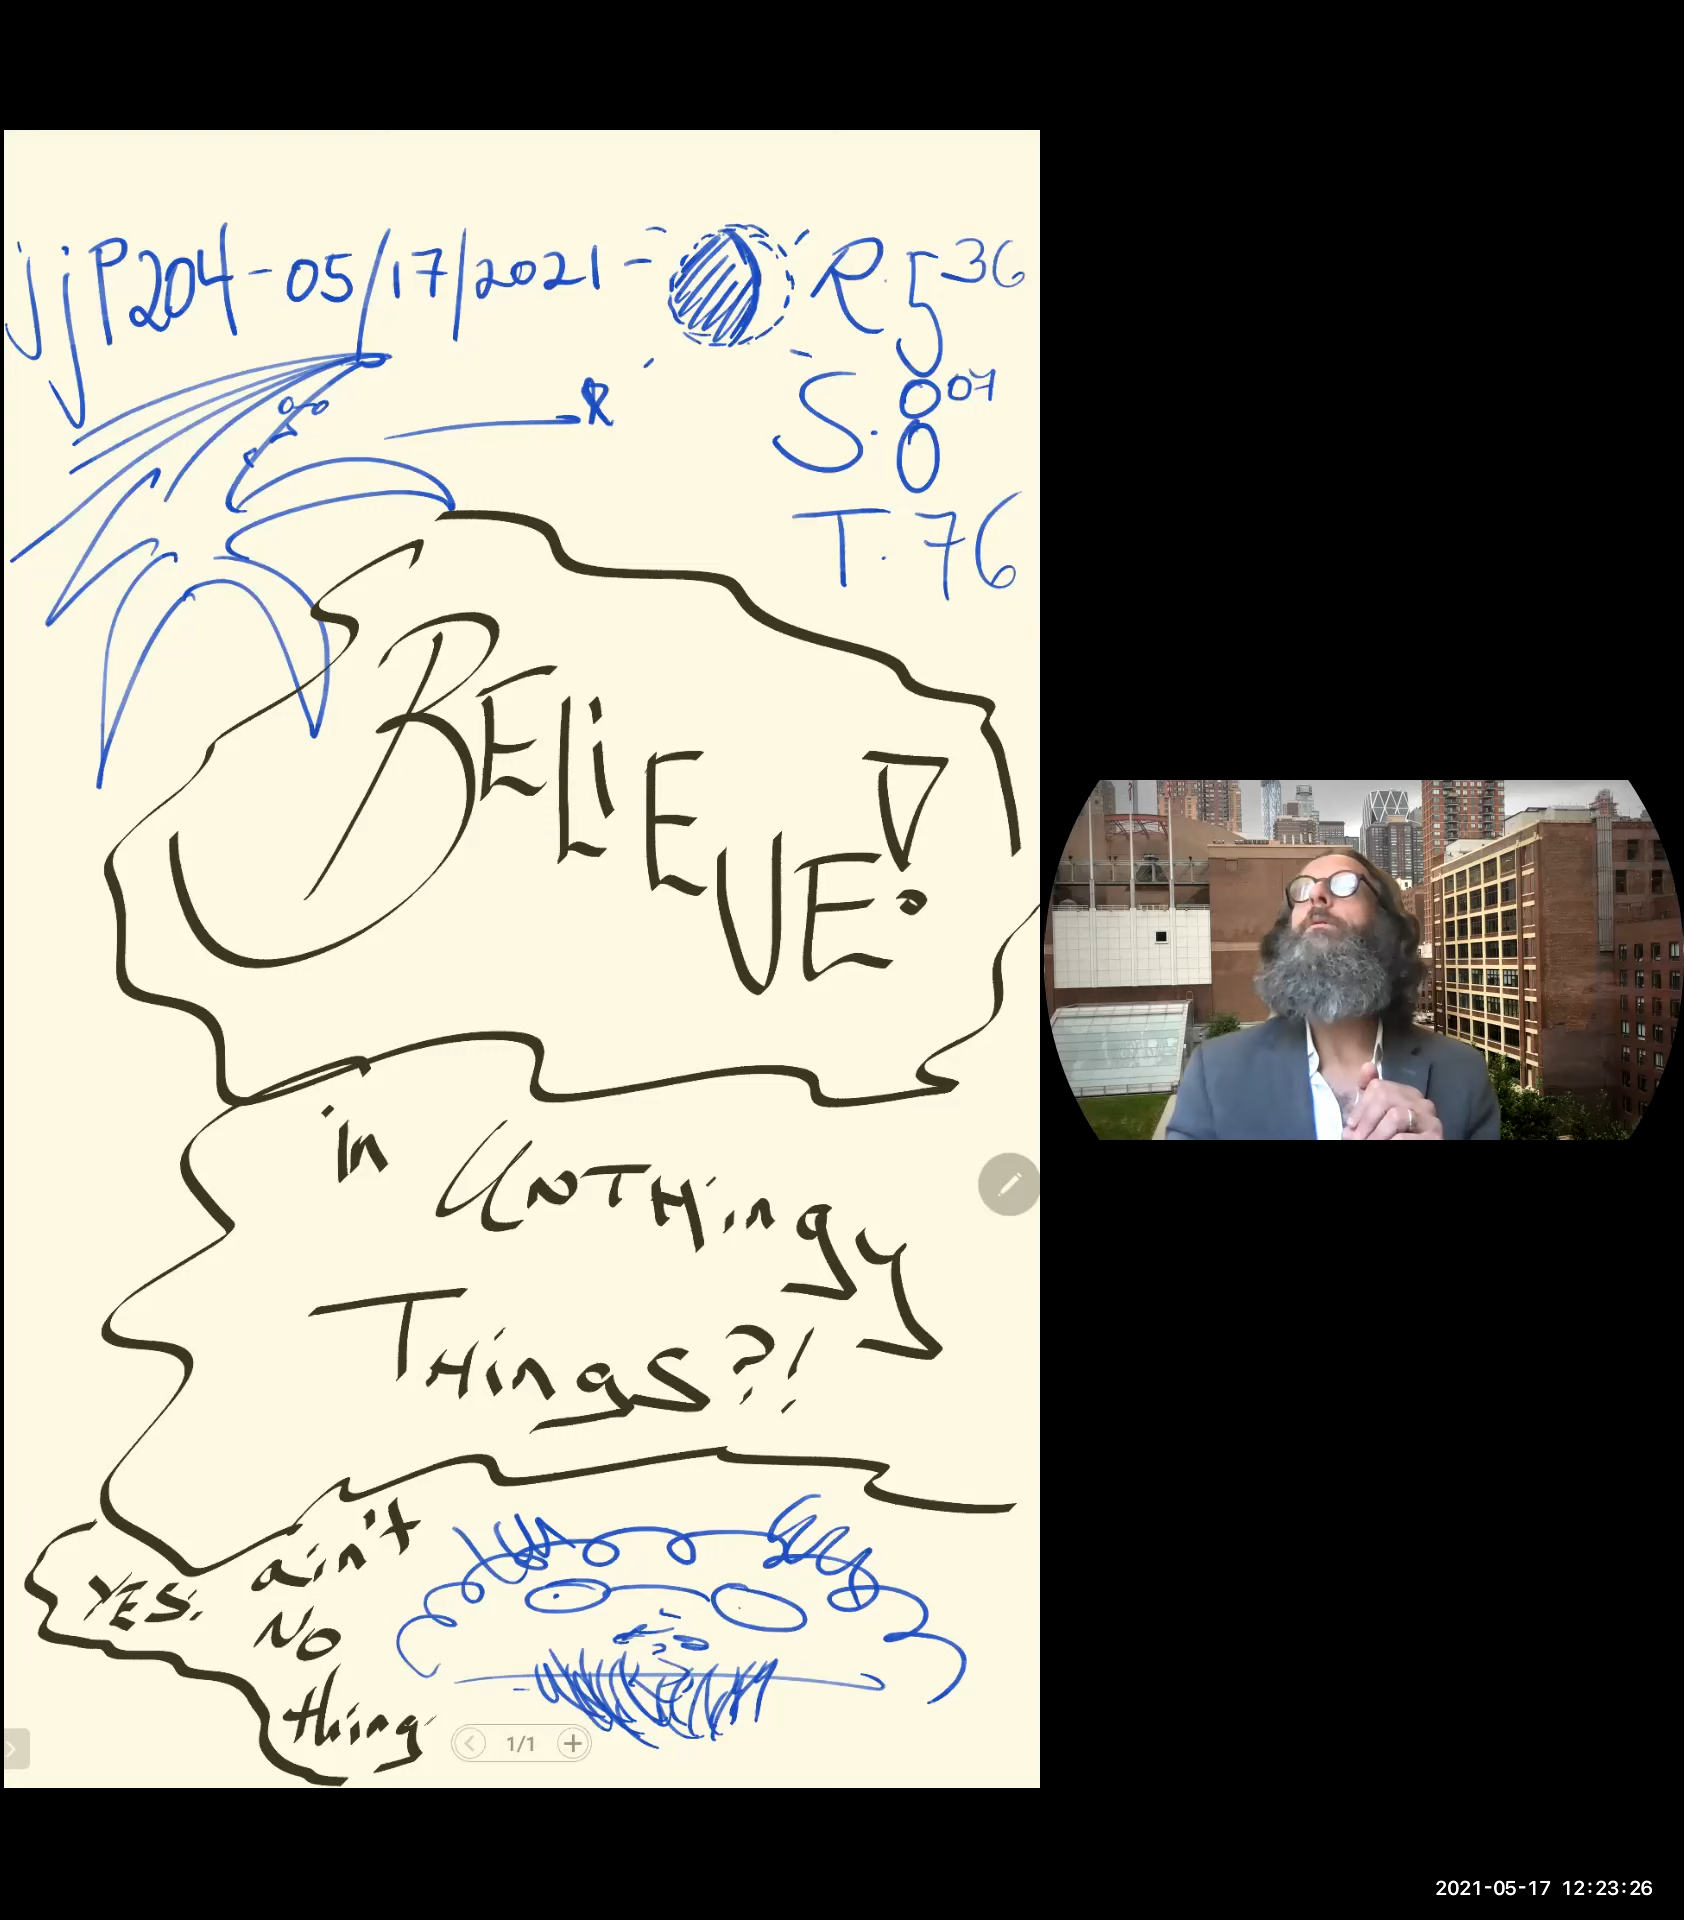 jjP204-05/17/2021-
R. 5 36
S. 8 07
T. 76
BELiEVE!
in UNTHingy
THings?!
YES. ain't
NO
thing
1/1
2021-05-17 12:23:26